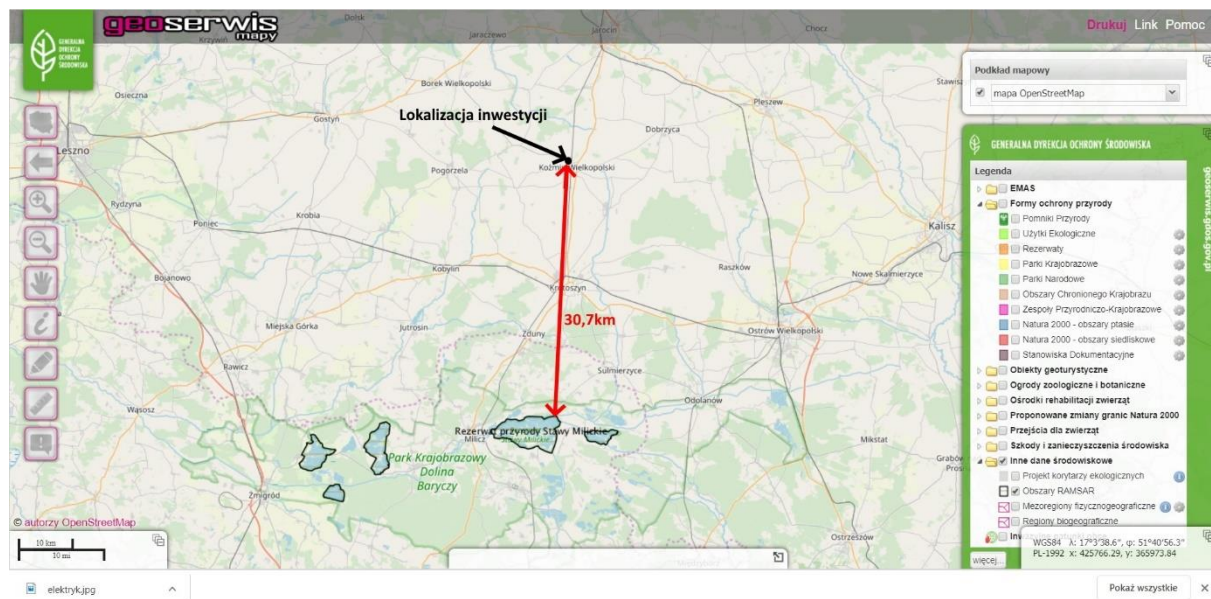 GENERALNA
DYREKCJA
OCHRONY
ŚRODOWISKA
geoserwis
mapy
Drukuj Link Pomoc
Dolsk
Krzywiń
Jaraczewo
Jarocin
Chocz
Osieczna
Borek Wielkopolski
Gostyń
Lokalizacja inwestycji
Pleszew
Dobrzyca
Leszno
Pogorzela
Koźmin Wielkopolski
Rydzyna
Krobia
Poniec
Kalisz
Kobylin
Raszków
Nowe Skalmierzyce
Bojanowo
Krotoszyn
Miejska Górka
Jutrosin
30,7km
Zduny
Ostrów Wielkopolski
Rawicz
Sulmierzyce
Odolanów
Wąsosz
Rezerwat przyrody Stawy Milickie
Milicz
Stawy Milickie
Mikstat
Park Krajobrazowy
Dolina
Baryczy
Żmigród
Ostrzeszów
© autorzy OpenStreetMap
10 km
10 mi
Podkład mapowy
mapa OpenStreetMap
GENERALNA DYREKCJA OCHRONY ŚRODOWISKA
Legenda
EMAS
Formy ochrony przyrody
Pomniki Przyrody
Użytki Ekologiczne
Rezerwaty
Parki Krajobrazowe
Parki Narodowe
Obszary Chronionego Krajobrazu
Zespoły Przyrodniczo-Krajobrazowe
Natura 2000 - obszary ptasie
Natura 2000 - obszary siedliskowe
Stanowiska Dokumentacyjne
Obiekty geoturystyczne
Ogrody zoologiczne i botaniczne
Ośrodki rehabilitacji zwierząt
Proponowane zmiany granic Natura 2000
Przejścia dla zwierząt
Szkody i zanieczyszczenia środowiska
Inne dane środowiskowe
Projekt korytarzy ekologicznych
Obszary RAMSAR
Mezoregiony fizycznogeograficzne
Regiony biogeograficzne
geoserwis.gdos.gov.pl
więcej...
WGS84 λ: 17°3'38.6", φ: 51°40'56.3"
PL-1992 x: 425766.29, y: 365973.84
elektryk.jpg
Pokaż wszystkie